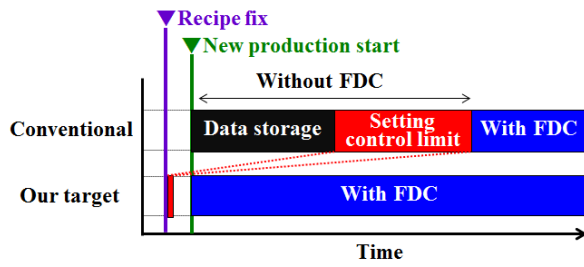 Recipe fix
New production start
Without FDC
Conventional
Data storage
Setting
control limit
With FDC
Our target
With FDC
Time